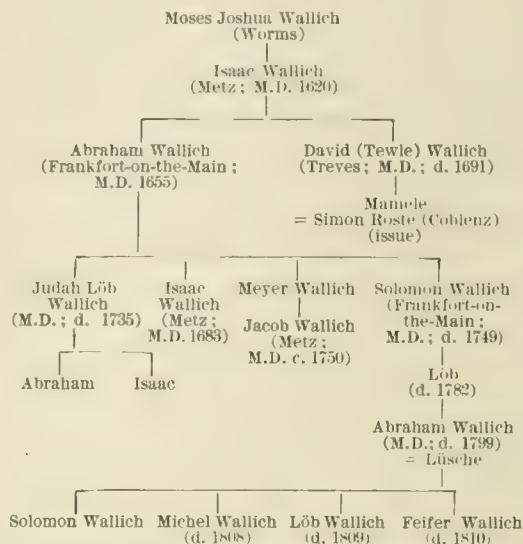 Moses Joshua Wallich
(Worms)
Isaac Wallich
(Metz; M.D. 1620)
Abraham Wallich
(Frankfort-on-the-Main;
M.D. 1655)
David (Tewle) Wallich
(Treves; M.D.; d. 1691)
Mamele
= Simon Roste (Coblenz)
(issue)
Judah Löb
Wallich
(M.D.; d. 1735)
Abraham
Isaac
Isaac
Wallich
(Metz;
M.D. 1683)
Meyer Wallich
Jacob Wallich
(Metz;
M.D. c. 1750)
Solomon Wallich
(Frankfort-on-
the-Main;
M.D.; d. 1749)
Löb
(d. 1782)
Abraham Wallich
(M.D.; d. 1799)
= Lüsche
Solomon Wallich
Michel Wallich
(d. 1808)
Löb Wallich
(d. 1809)
Feifer Wallich
(d. 1810)